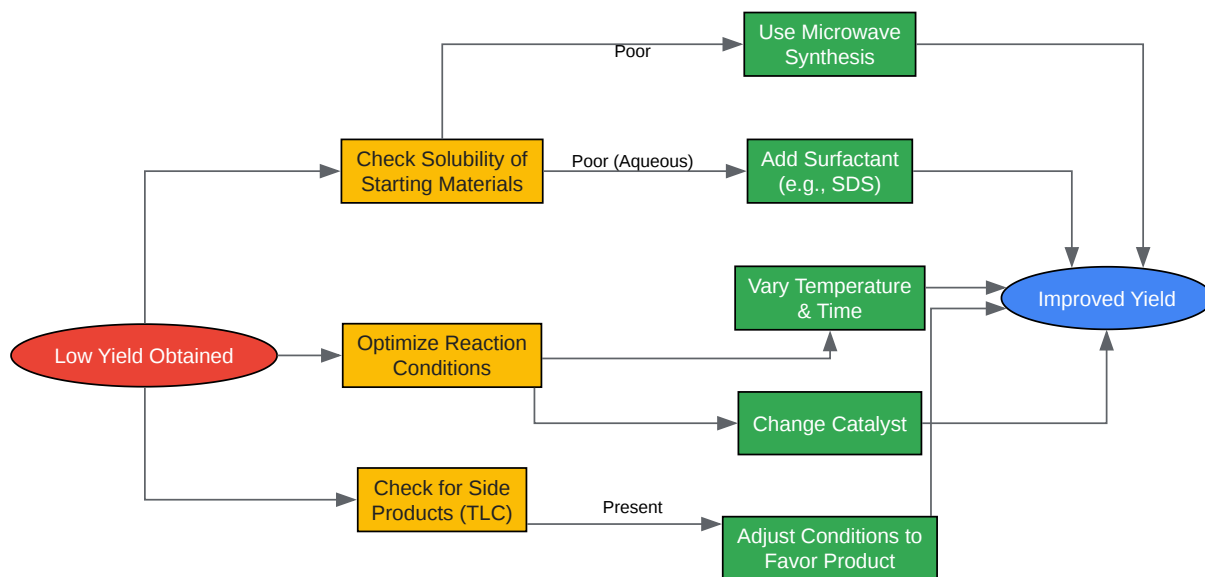 Use Microwave
Synthesis
Poor
Check Solubility of
Starting Materials
Poor (Aqueous)
Add Surfactant
(e.g., SDS)
Vary Temperature
& Time
Improved Yield
Low Yield Obtained
Optimize Reaction
Conditions
Change Catalyst
Check for Side
Products (TLC)
Present
Adjust Conditions to
Favor Product